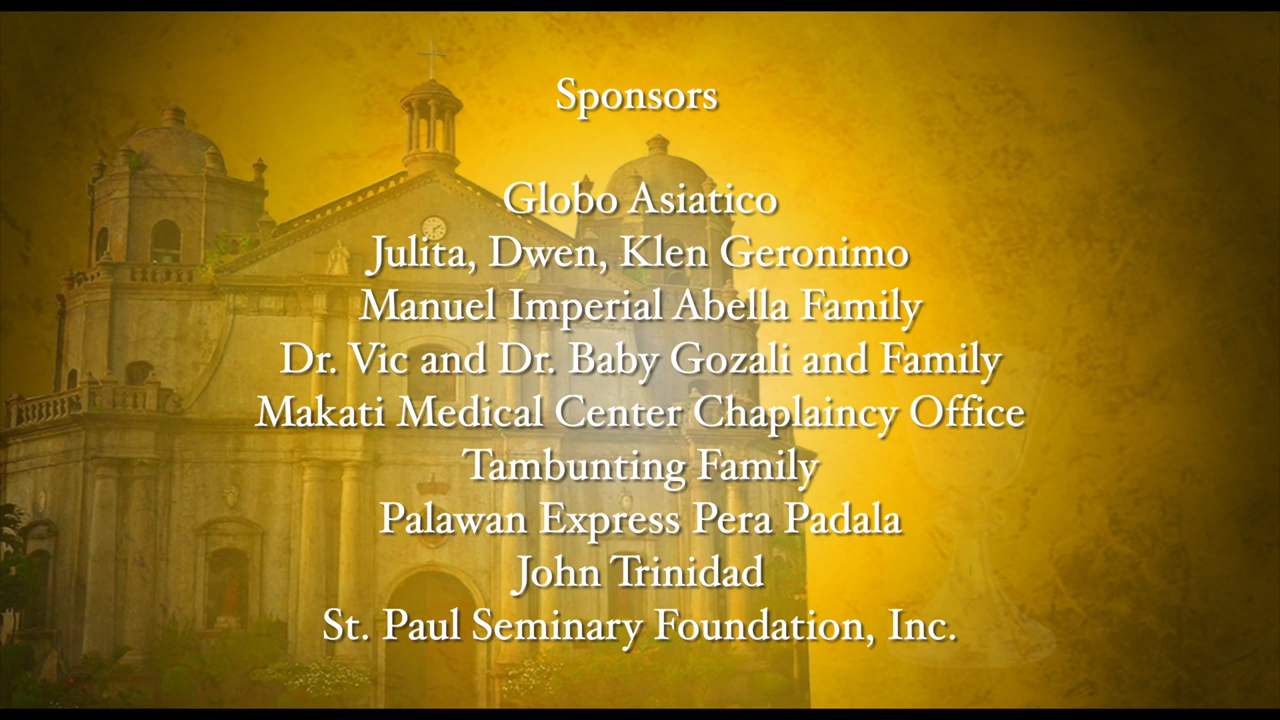 Sponsors
Globo Asiatico
Julita, Dwen, Klen Geronimo
Manuel Imperial Abella Family
Dr. Vic and Dr. Baby Gozali and Family
Makati Medical Center Chaplaincy Office
Tambunting Family
Palawan Express Pera Padala
John Trinidad
St. Paul Seminary Foundation, Inc.